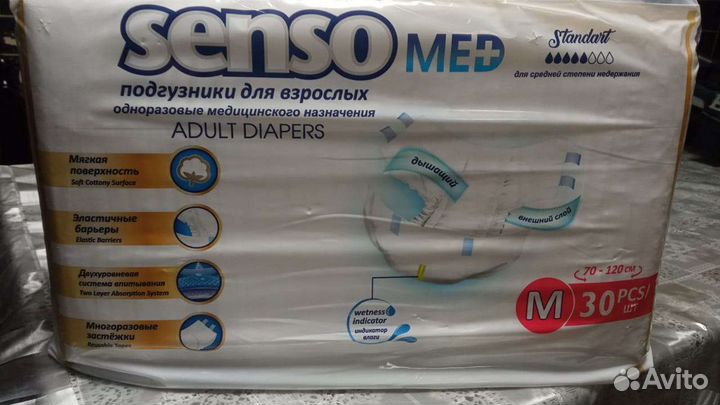 senso MED
Standart
для средней степени недержания
подгузники для взрослых
одноразовые медицинского назначения
ADULT DIAPERS
Мягкая
поверхность
Soft Cottony Surface
Эластичные
барьеры
Elastic Barriers
Двухуровневая
система впитывания
Two Layer Absorption System
Многоразовые
застёжки
Reusable Tapes
дышащий
внешний слой
wetness
indicator
индикатор
влаги
70 - 120 см
M 30 PCS/
шт
Avito